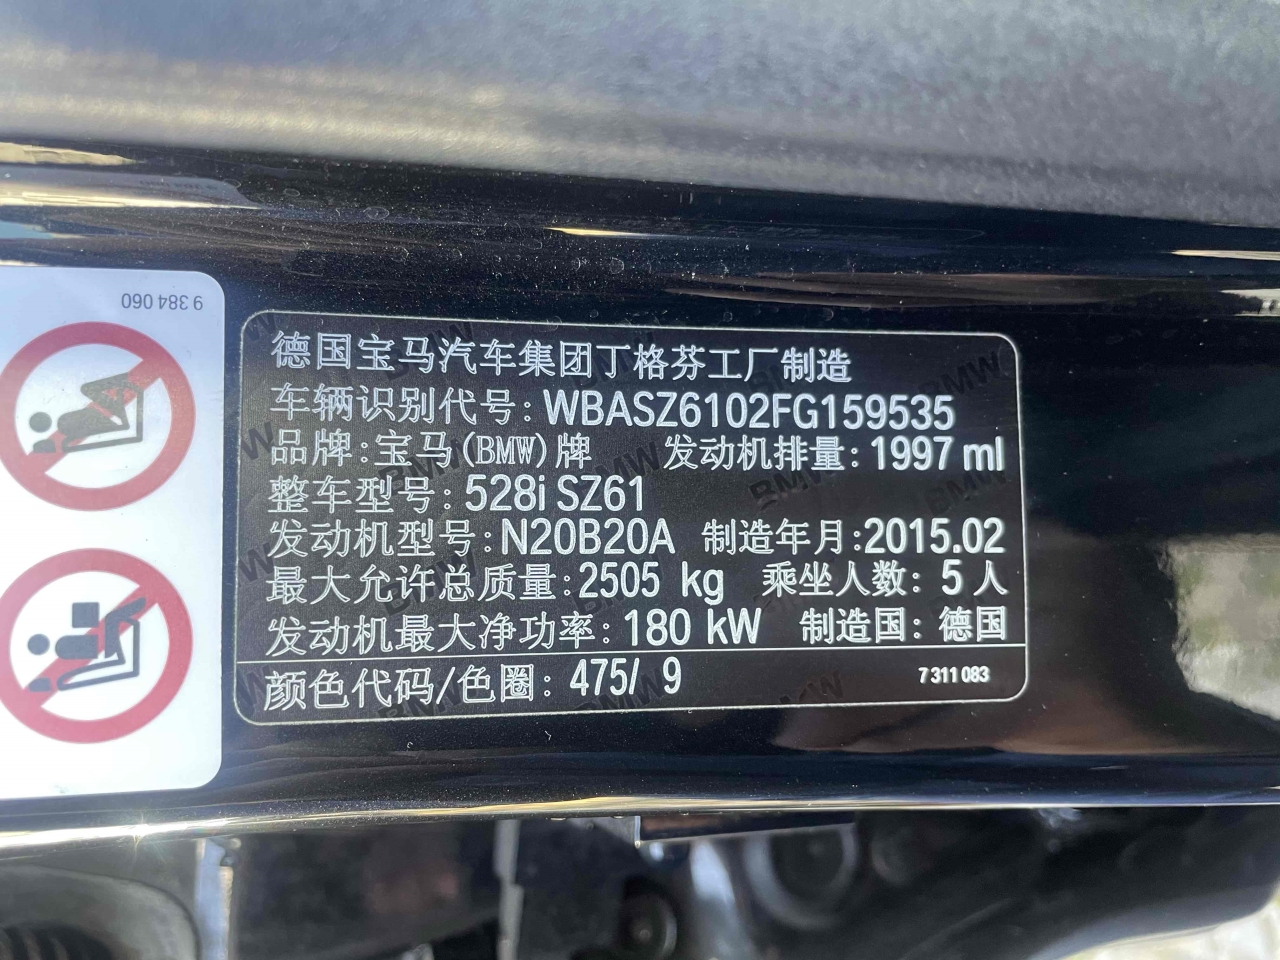 9 384 060
德国宝马汽车集团丁格芬工厂制造
车辆识别代号: WBASZ6102FG159535
品牌: 宝马(BMW)牌 发动机排量: 1997 ml
整车型号: 528i SZ61
发动机型号: N20B20A 制造年月:2015.02
最大允许总质量: 2505 kg 乘坐人数: 5人
发动机最大净功率: 180 kW 制造国: 德国
颜色代码/色圈: 475/ 9 7 311 083